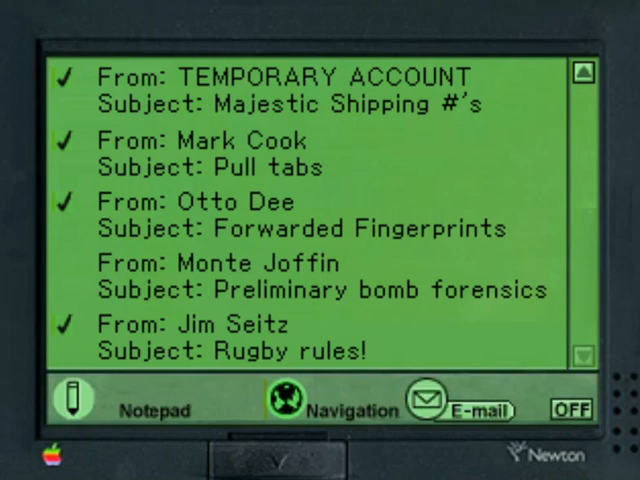 From: TEMPORARY ACCOUNT
Subject: Majestic Shipping #'s
From: Mark Cook
Subject: Pull tabs
From: Otto Dee
Subject: Forwarded Fingerprints
From: Monte Joffin
Subject: Preliminary bomb forensics
From: Jim Seitz
Subject: Rugby rules!
Notepad
Navigation
E-mail
OFF
Newton